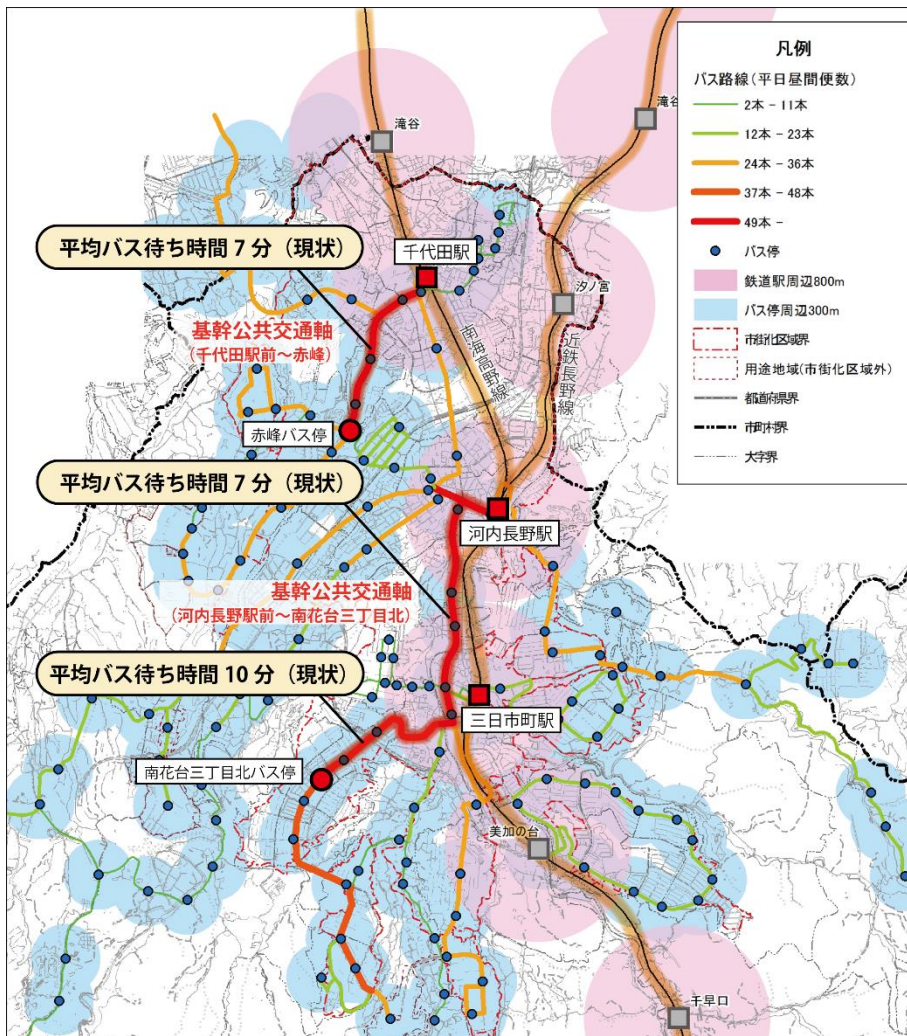 凡例
バス路線(平日昼間便数)
2本 - 11本
12本 - 23本
24本 - 36本
37本 - 48本
49本 -
バス停
鉄道駅周辺800m
バス停周辺300m
市街化区域界
用途地域(市街化区域外)
都道府県界
市町村界
大字界
滝谷
滝谷
平均バス待ち時間 7 分（現状）
千代田駅
汐ノ宮
基幹公共交通軸
(千代田駅前～赤峰)
南海高野線
近鉄長野線
赤峰バス停
平均バス待ち時間 7 分（現状）
河内長野駅
基幹公共交通軸
(河内長野駅前～南花台三丁目北)
平均バス待ち時間 10 分（現状）
三日市町駅
南花台三丁目北バス停
美加の台
千早口